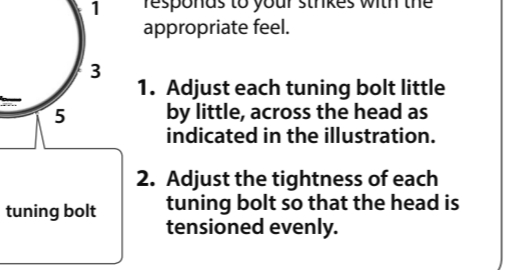 1
3
5
tuning bolt
responds to your strikes with the
appropriate feel.
1. Adjust each tuning bolt little
by little, across the head as
indicated in the illustration.
2. Adjust the tightness of each
tuning bolt so that the head is
tensioned evenly.